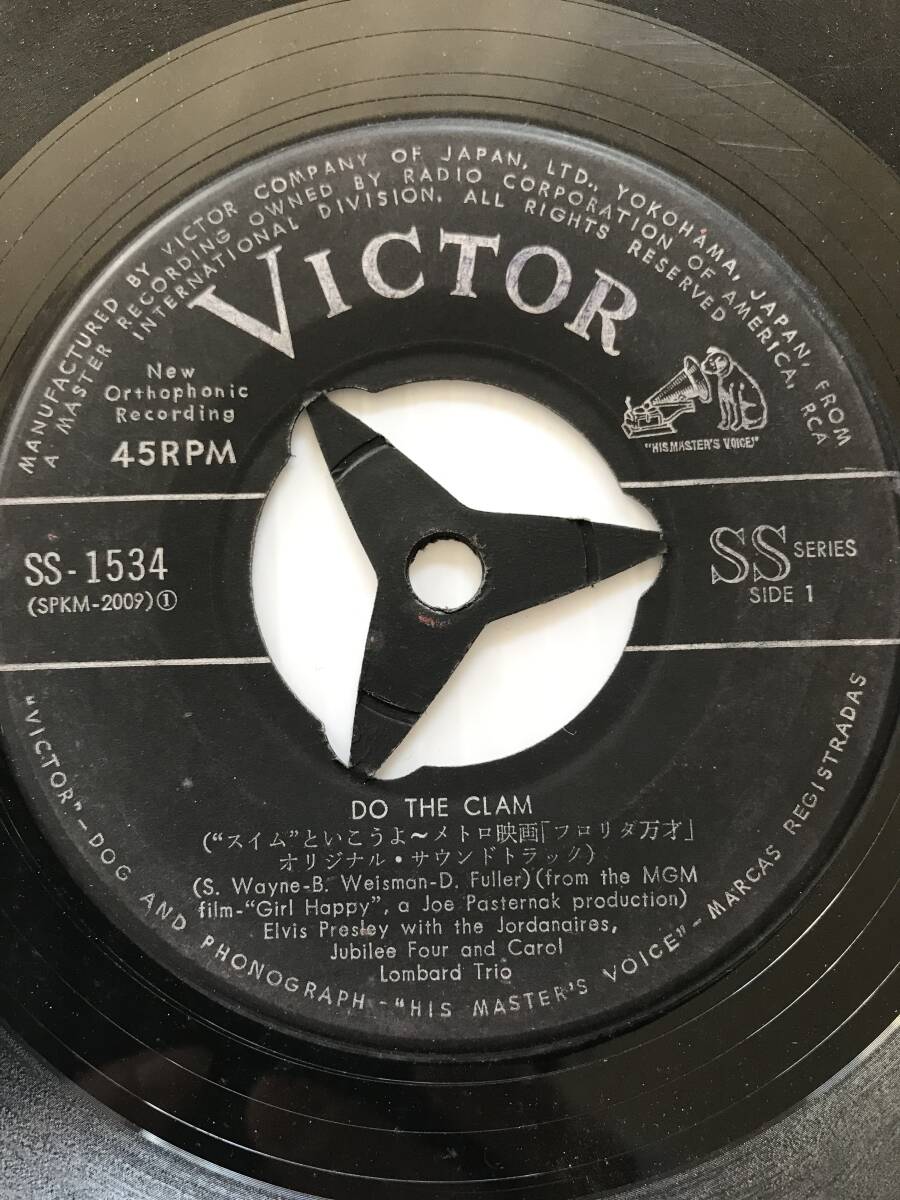 MANUFACTURED BY VICTOR COMPANY OF JAPAN, LTD., YOKOHAMA, JAPAN, FROM
A MASTER RECORDING OWNED BY RADIO CORPORATION OF AMERICA, RCA
INTERNATIONAL DIVISION. ALL RIGHTS RESERVED
VICTOR
New
Orthophonic
Recording
45RPM
"HIS MASTER'S VOICE"
SS-1534
(SPKM-2009)①
SS SERIES
SIDE 1
DO THE CLAM
(“スイム”といこうよ〜メトロ映画「フロリダ万才」
オリジナル・サウンドトラック)
(S. Wayne-B. Weisman-D. Fuller)(from the MGM
film-"Girl Happy", a Joe Pasternak production)
Elvis Presley with the Jordanaires,
Jubilee Four and Carol
Lombard Trio
"VICTOR" - DOG AND PHONOGRAPH - "HIS MASTER'S VOICE" - MARCAS REGISTRADAS